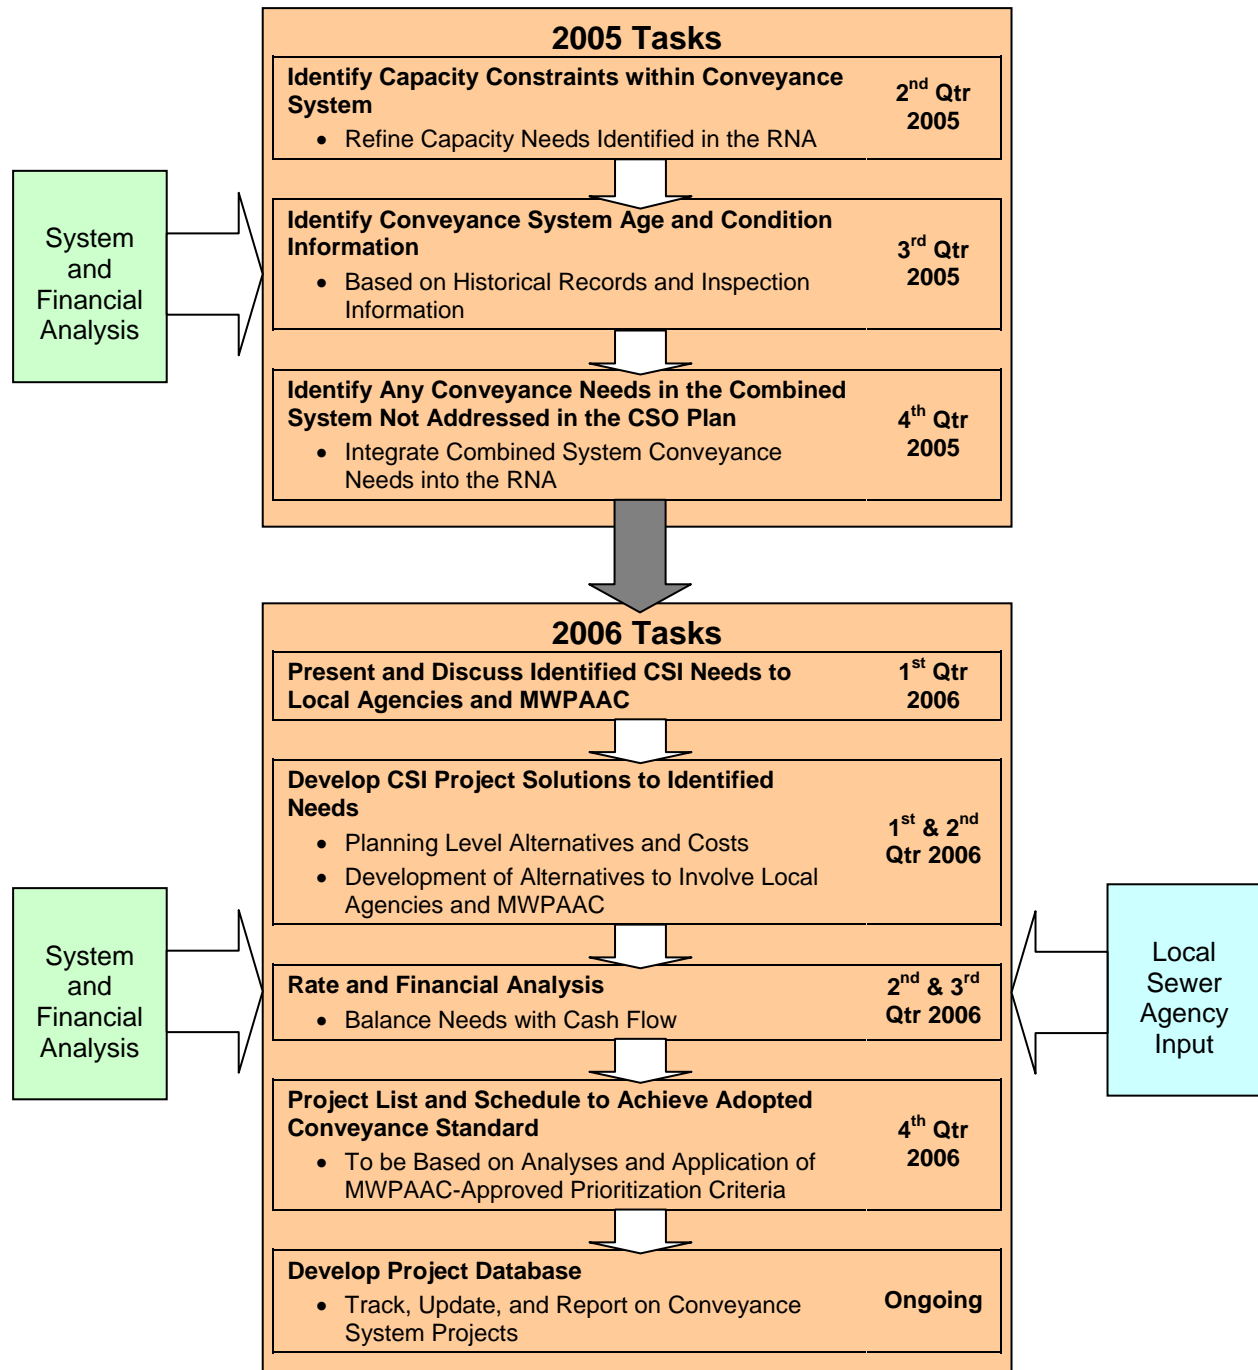 2005 Tasks
Identify Capacity Constraints within Conveyance
System
• Refine Capacity Needs Identified in the RNA
2nd Qtr
2005
System
and
Financial
Analysis
Identify Conveyance System Age and Condition
Information
• Based on Historical Records and Inspection
Information
3rd Qtr
2005
Identify Any Conveyance Needs in the Combined
System Not Addressed in the CSO Plan
• Integrate Combined System Conveyance
Needs into the RNA
4th Qtr
2005
2006 Tasks
Present and Discuss Identified CSI Needs to
Local Agencies and MWPAAC
1st Qtr
2006
Develop CSI Project Solutions to Identified
Needs
• Planning Level Alternatives and Costs
• Development of Alternatives to Involve Local
Agencies and MWPAAC
1st & 2nd
Qtr 2006
System
and
Financial
Analysis
Rate and Financial Analysis
• Balance Needs with Cash Flow
2nd & 3rd
Qtr 2006
Local
Sewer
Agency
Input
Project List and Schedule to Achieve Adopted
Conveyance Standard
• To be Based on Analyses and Application of
MWPAAC-Approved Prioritization Criteria
4th Qtr
2006
Develop Project Database
• Track, Update, and Report on Conveyance
System Projects
Ongoing